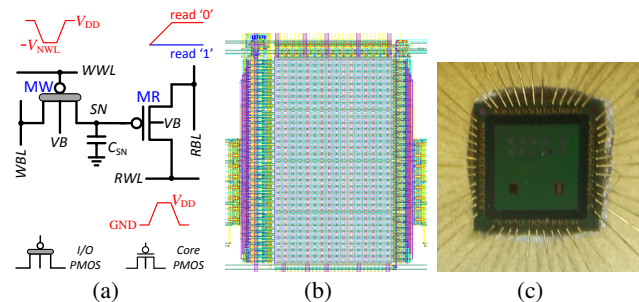 V_DD
-V_NWL
read '0'
read '1'
WWL
MW
MR
SN
VB
VB
C_SN
WBL
RBL
RWL
V_DD
GND
I/O
PMOS
Core
PMOS
(a)
(b)
(c)